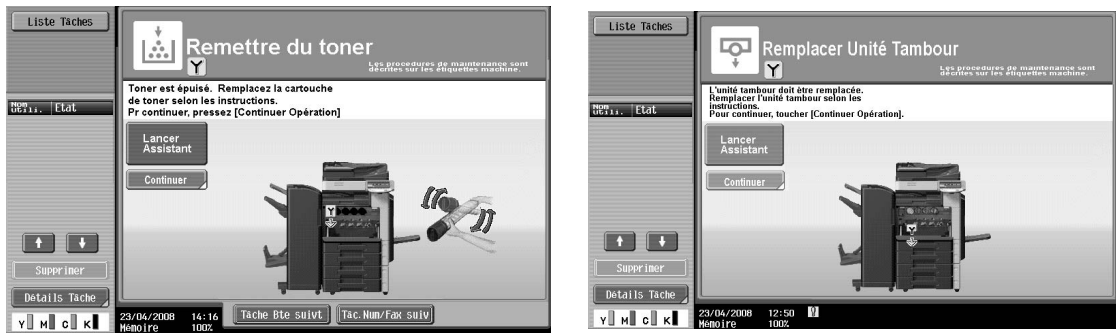 Liste Tâches
Remettre du toner
Y
Les procédures de maintenance sont
décrites sur les étiquettes machine.
Toner est épuisé. Remplacez la cartouche
de toner selon les instructions.
Pr continuer, pressez [Continuer Opération]
Nom Utili. Etat
Lancer
Assistant
Continuer
Y
Supprimer
Détails Tâche
Y M C K
23/04/2008 14:16
Mémoire 100%
Tâche Bte suivt
Tâc.Num/Fax suiv
Liste Tâches
Remplacer Unité Tambour
Y
Les procédures de maintenance sont
décrites sur les étiquettes machine.
L'unité tambour doit être remplacée.
Remplacer l'unité tambour selon les
instructions.
Pour continuer, toucher [Continuer Opération].
Nom Utili. Etat
Lancer
Assistant
Continuer
Y
Supprimer
Détails Tâche
Y M C K
23/04/2008 12:50
Mémoire 100%